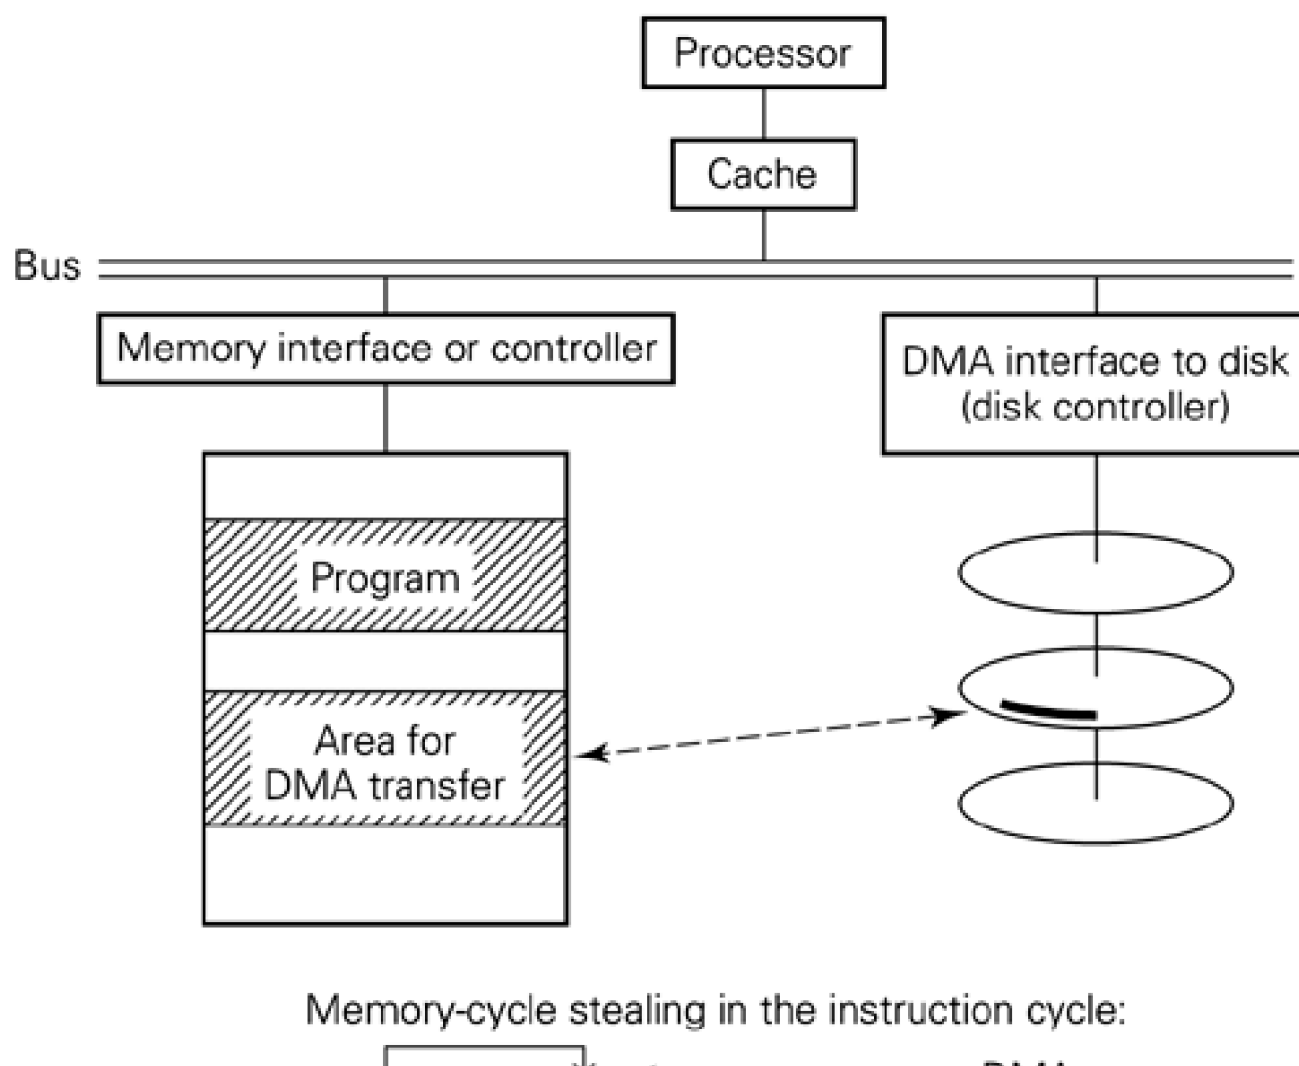 Processor
Cache
Bus
Memory interface or controller
DMA interface to disk
(disk controller)
Program
Area for
DMA transfer
Memory-cycle stealing in the instruction cycle: